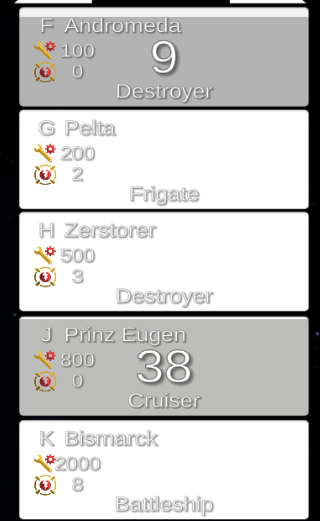 F Andromeda
100
9
0
Destroyer
G Pelta
200
2
Frigate
H Zerstorer
500
3
Destroyer
J Prinz Eugen
800
38
0
Cruiser
K Bismarck
2000
8
Battleship